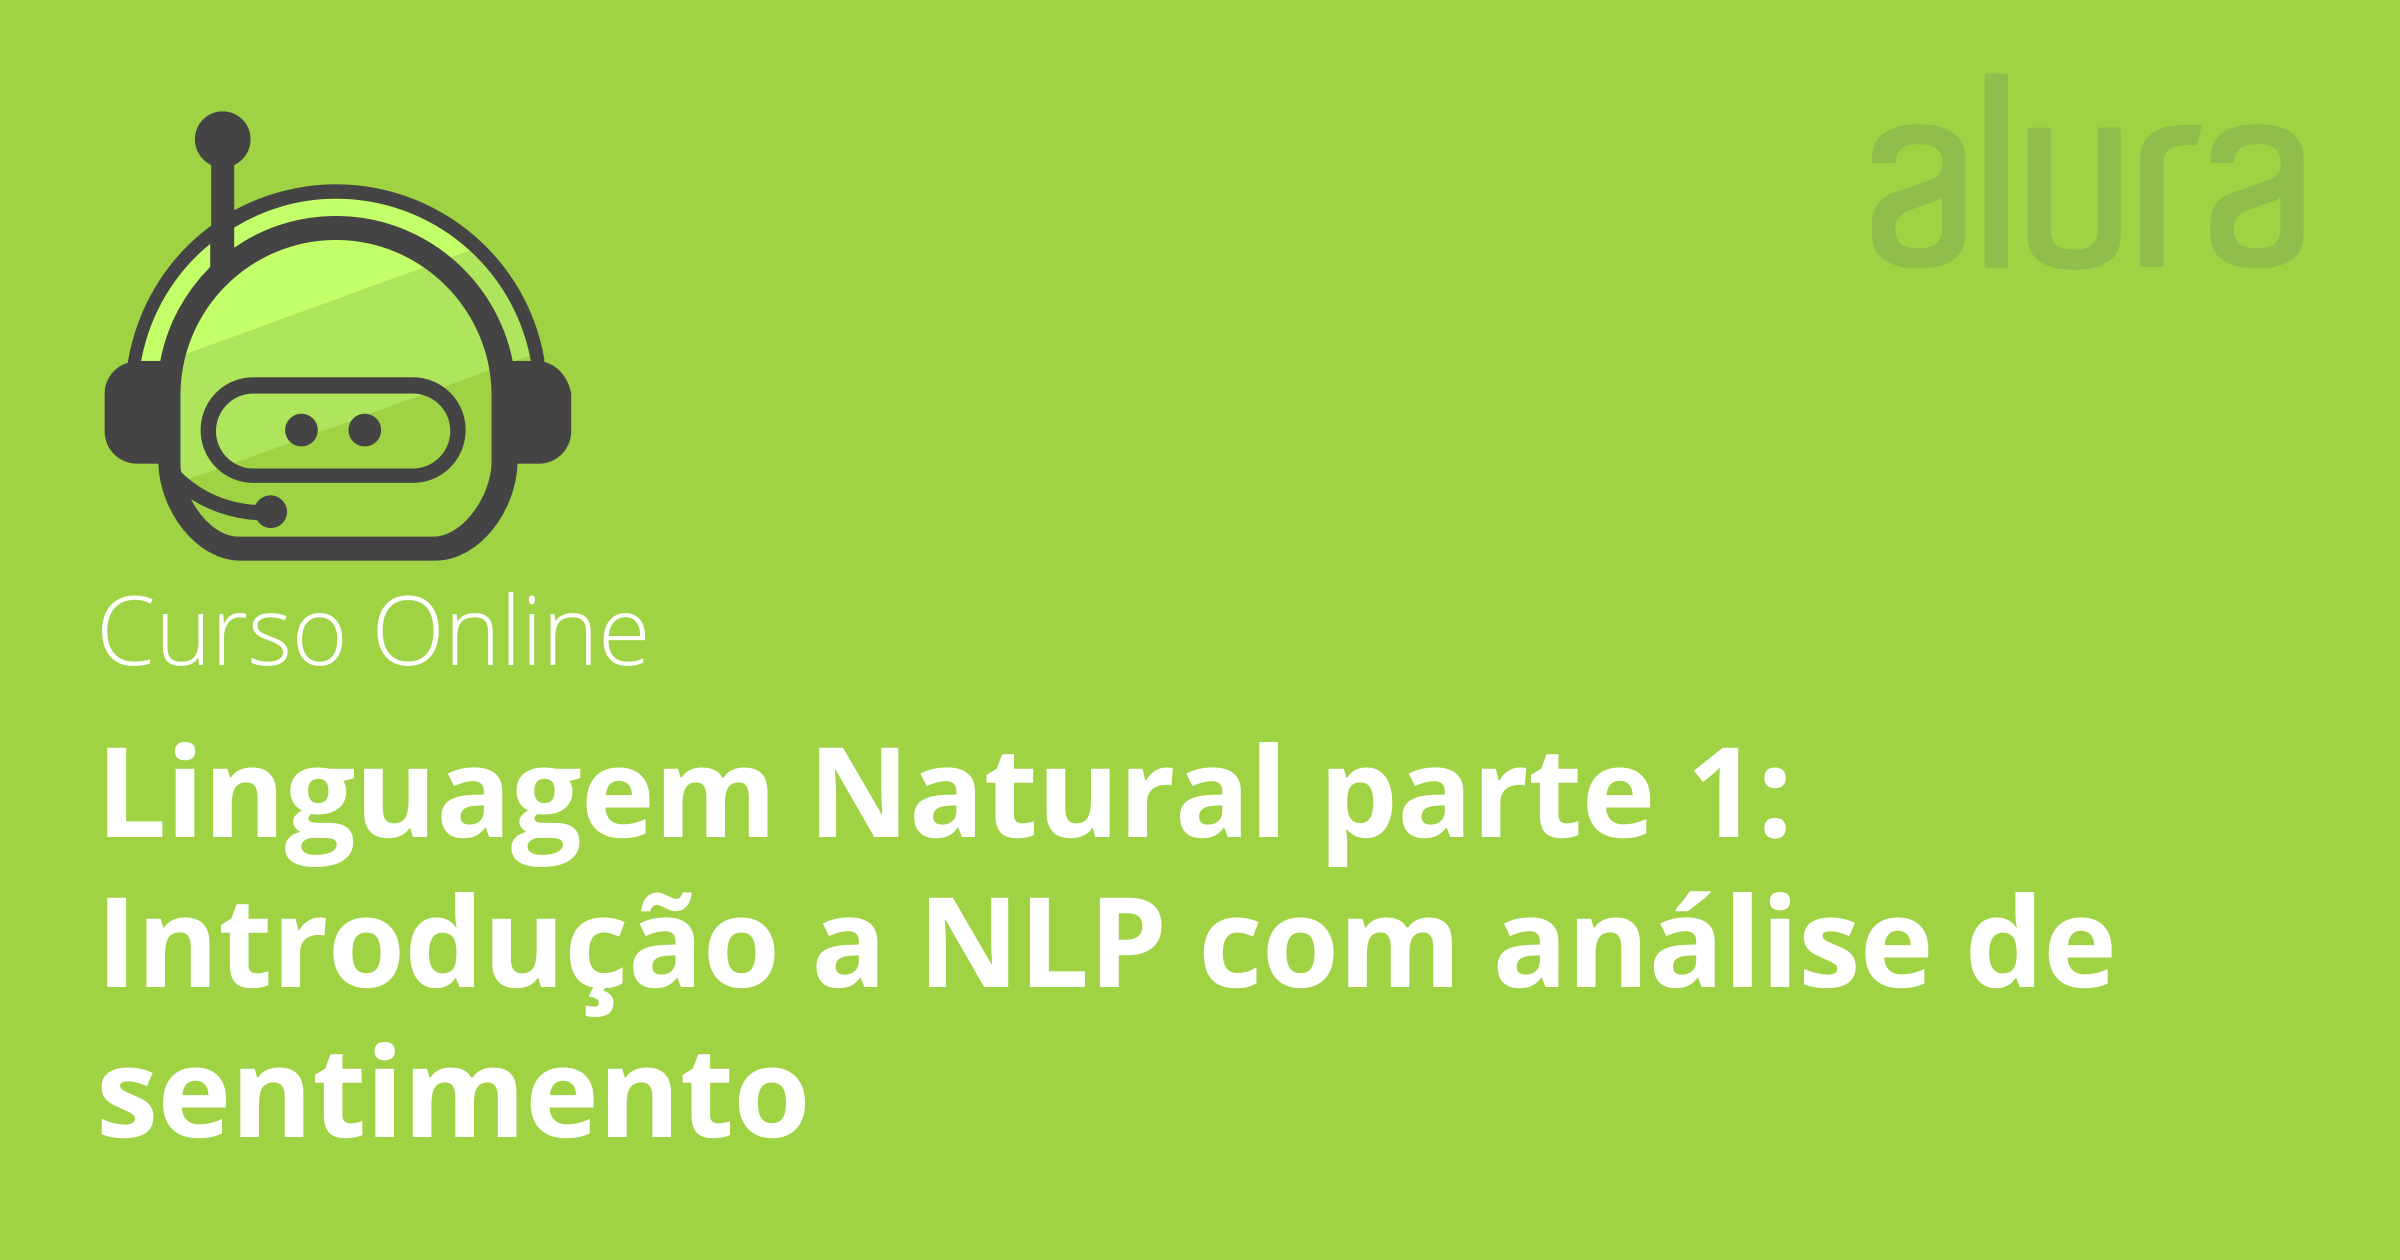 alura
Curso Online
Linguagem Natural parte 1:
Introdução a NLP com análise de
sentimento